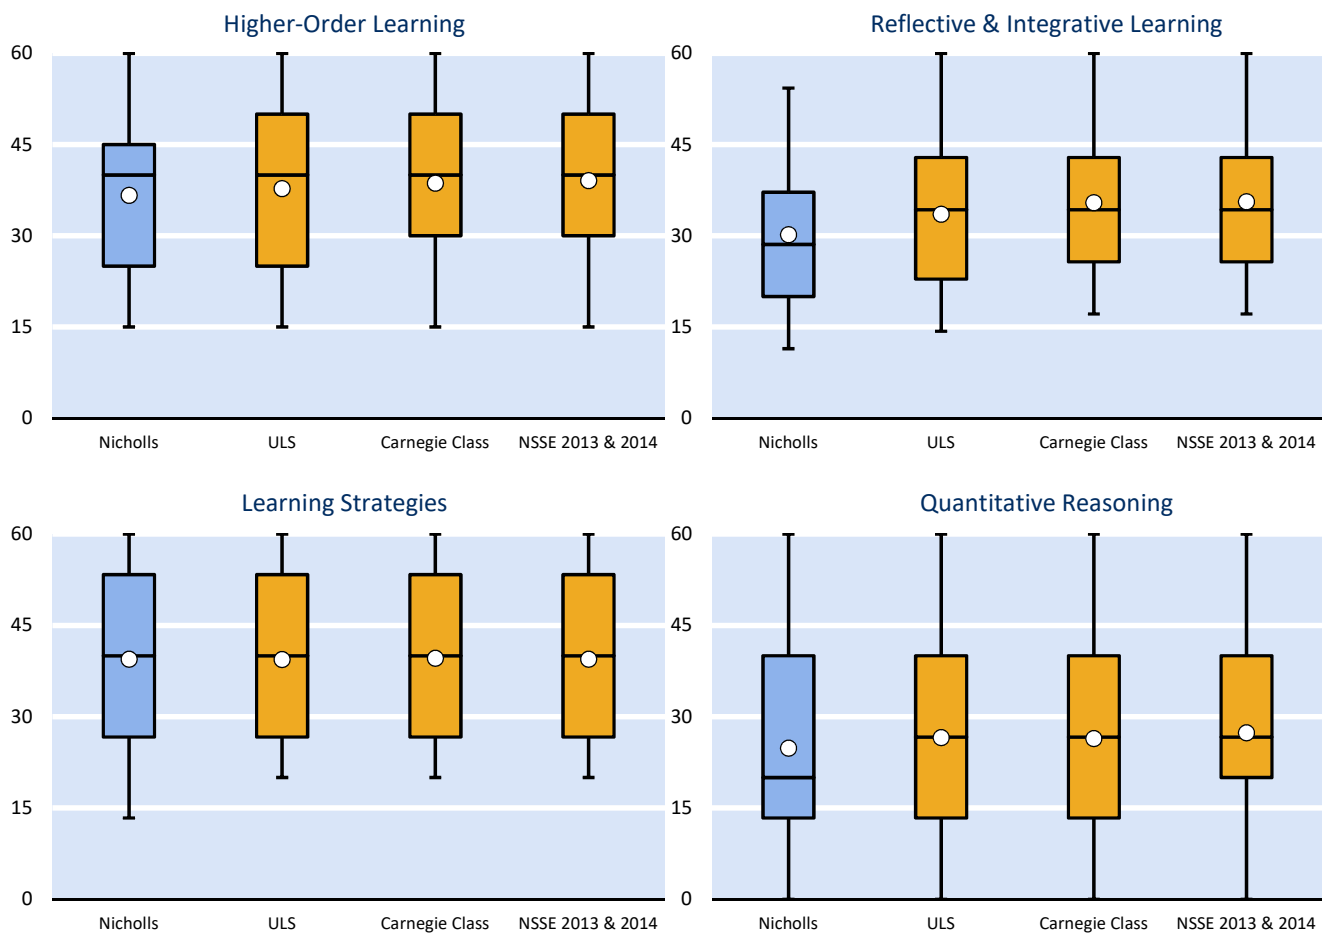 Higher-Order Learning
60
45
30
15
0
Nicholls ULS Carnegie Class NSSE 2013 & 2014
Reflective & Integrative Learning
60
45
30
15
0
Nicholls ULS Carnegie Class NSSE 2013 & 2014
Learning Strategies
60
45
30
15
0
Nicholls ULS Carnegie Class NSSE 2013 & 2014
Quantitative Reasoning
60
45
30
15
0
Nicholls ULS Carnegie Class NSSE 2013 & 2014